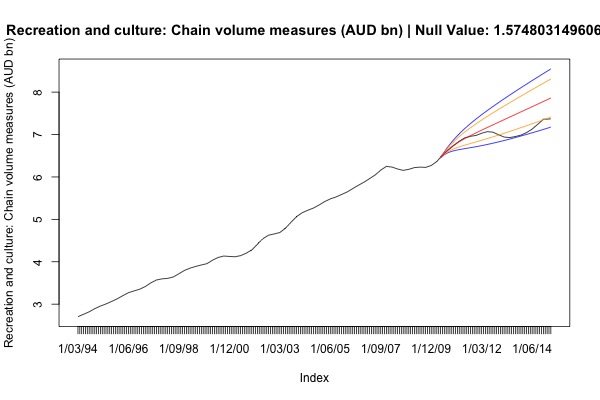 Recreation and culture: Chain volume measures (AUD bn) | Null Value: 1.574803149606
Recreation and culture: Chain volume measures (AUD bn)
8
7
6
5
4
3
1/03/94 1/06/96 1/09/98 1/12/00 1/03/03 1/06/05 1/09/07 1/12/09 1/03/12 1/06/14
Index